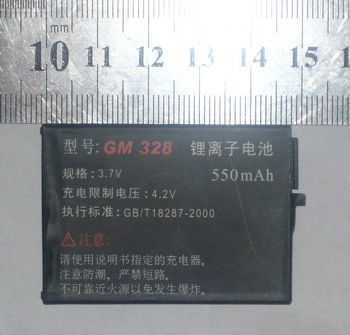 mm
10 11 12 13 14 15 16
型号: GM 328 锂离子电池
规格: 3.7V 550mAh
充电限制电压: 4.2V
执行标准: GB/T18287-2000
注意:
请使用说明书指定的充电器。
注意防潮，严禁短路。
不可靠近火源以免发生爆炸。